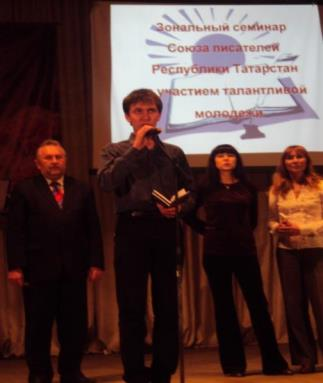 Зональный семинар
Союза писателей
Республики Татарстан
с участием талантливой
молодежи